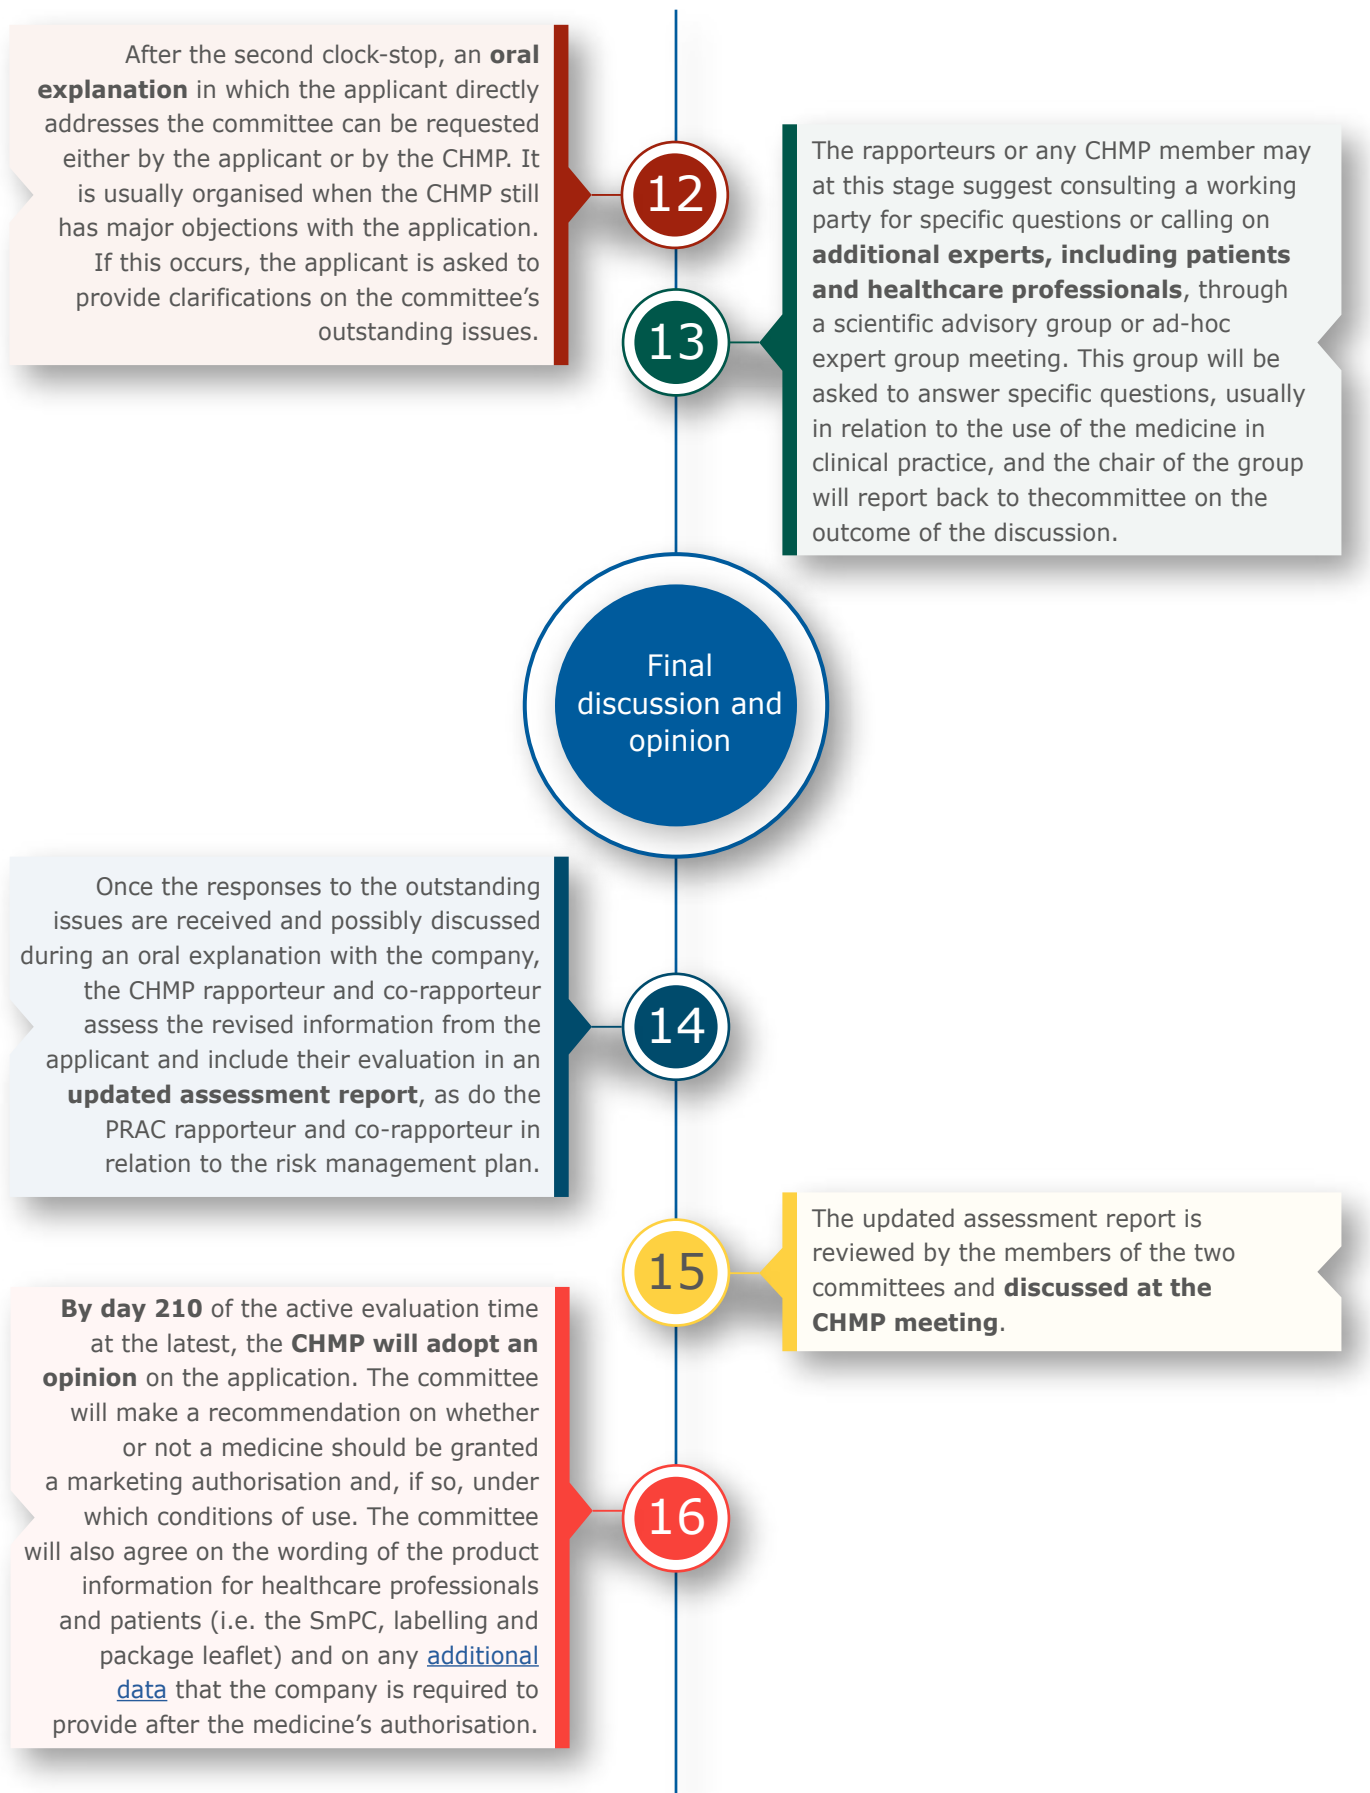 After the second clock-stop, an oral
explanation in which the applicant directly
addresses the committee can be requested
either by the applicant or by the CHMP. It
is usually organised when the CHMP still
has major objections with the application.
If this occurs, the applicant is asked to
provide clarifications on the committee’s
outstanding issues.
12
The rapporteurs or any CHMP member may
at this stage suggest consulting a working
party for specific questions or calling on
additional experts, including patients
and healthcare professionals, through
a scientific advisory group or ad-hoc
expert group meeting. This group will be
asked to answer specific questions, usually
in relation to the use of the medicine in
clinical practice, and the chair of the group
will report back to thecommittee on the
outcome of the discussion.
13
Final
discussion and
opinion
Once the responses to the outstanding
issues are received and possibly discussed
during an oral explanation with the company,
the CHMP rapporteur and co-rapporteur
assess the revised information from the
applicant and include their evaluation in an
updated assessment report, as do the
PRAC rapporteur and co-rapporteur in
relation to the risk management plan.
14
The updated assessment report is
reviewed by the members of the two
committees and discussed at the
CHMP meeting.
15
By day 210 of the active evaluation time
at the latest, the CHMP will adopt an
opinion on the application. The committee
will make a recommendation on whether
or not a medicine should be granted
a marketing authorisation and, if so, under
which conditions of use. The committee
will also agree on the wording of the product
information for healthcare professionals
and patients (i.e. the SmPC, labelling and
package leaflet) and on any additional
data that the company is required to
provide after the medicine’s authorisation.
16